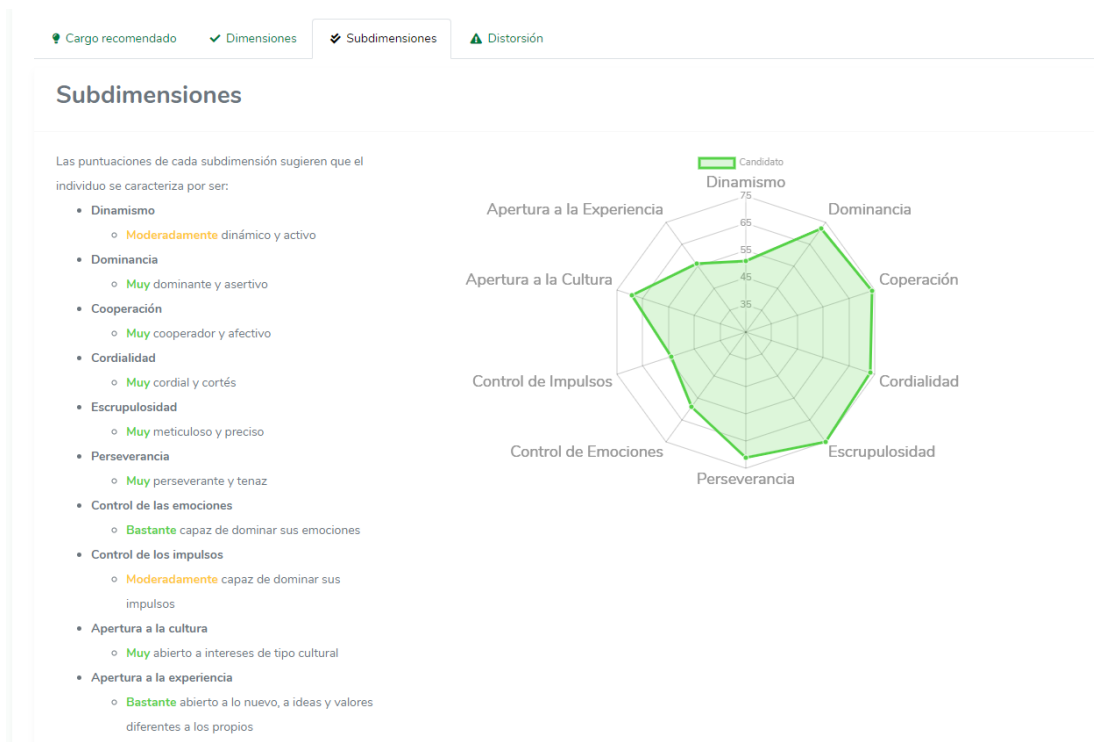 Cargo recomendado
Dimensiones
Subdimensiones
Distorsión
Subdimensiones
Las puntuaciones de cada subdimensión sugieren que el
individuo se caracteriza por ser:
Dinamismo
Moderadamente dinámico y activo
Dominancia
Muy dominante y asertivo
Cooperación
Muy cooperador y afectivo
Cordialidad
Muy cordial y cortés
Escrupulosidad
Muy meticuloso y preciso
Perseverancia
Muy perseverante y tenaz
Control de las emociones
Bastante capaz de dominar sus emociones
Control de los impulsos
Moderadamente capaz de dominar sus
impulsos
Apertura a la cultura
Muy abierto a intereses de tipo cultural
Apertura a la experiencia
Bastante abierto a lo nuevo, a ideas y valores
diferentes a los propios
Candidato
Dinamismo
75
Apertura a la Experiencia
Dominancia
65
55
Apertura a la Cultura
Coperación
45
35
Control de Impulsos
Cordialidad
Control de Emociones
Escrupulosidad
Perseverancia